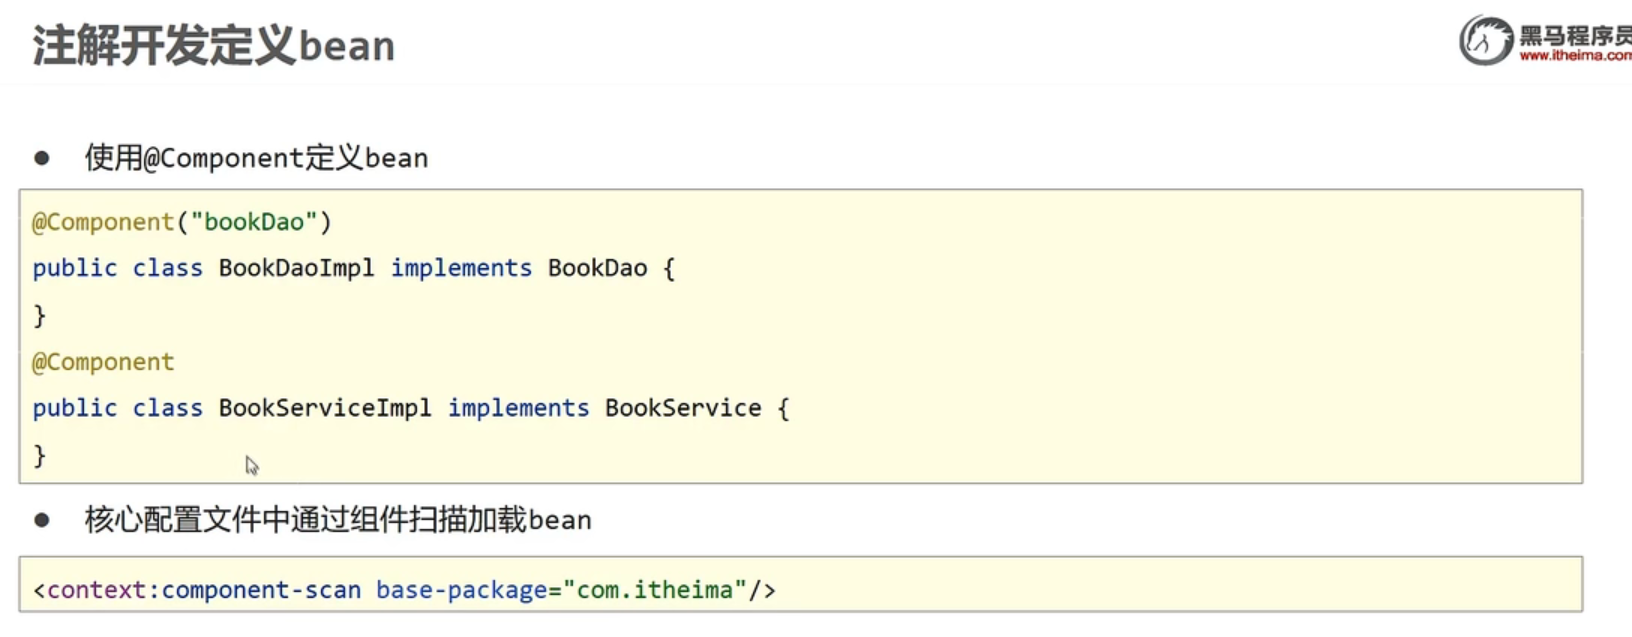 注解开发定义bean
黑马程序员
www.itheima.com
● 使用@Component定义bean
@Component("bookDao")
public class BookDaoImpl implements BookDao {
}
@Component
public class BookServiceImpl implements BookService {
}
● 核心配置文件中通过组件扫描加载bean
<context:component-scan base-package="com.itheima"/>